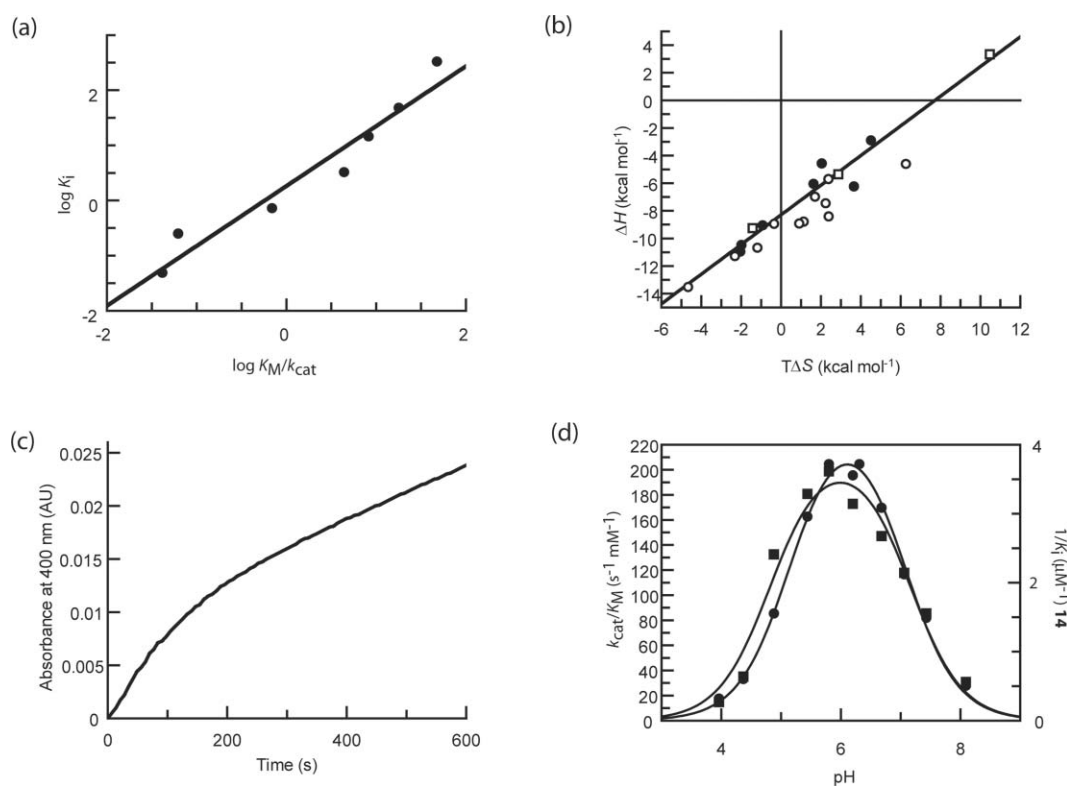 (a)
2
0
-2
log Ki
-2
0
2
log KM/kcat
(b)
4
2
0
-2
-4
-6
-8
-10
-12
-14
ΔH (kcal mol-1)
-6 -4 -2 0 2 4 6 8 10 12
TΔS (kcal mol-1)
(c)
0.025
0.02
0.015
0.01
0.005
0
Absorbance at 400 nm (AU)
0 200 400 600
Time (s)
(d)
220
200
180
160
140
120
100
80
60
40
20
0
kcat/KM (s-1 mM-1)
4
2
0
1/Ki (μM-1) 14
4 6 8
pH